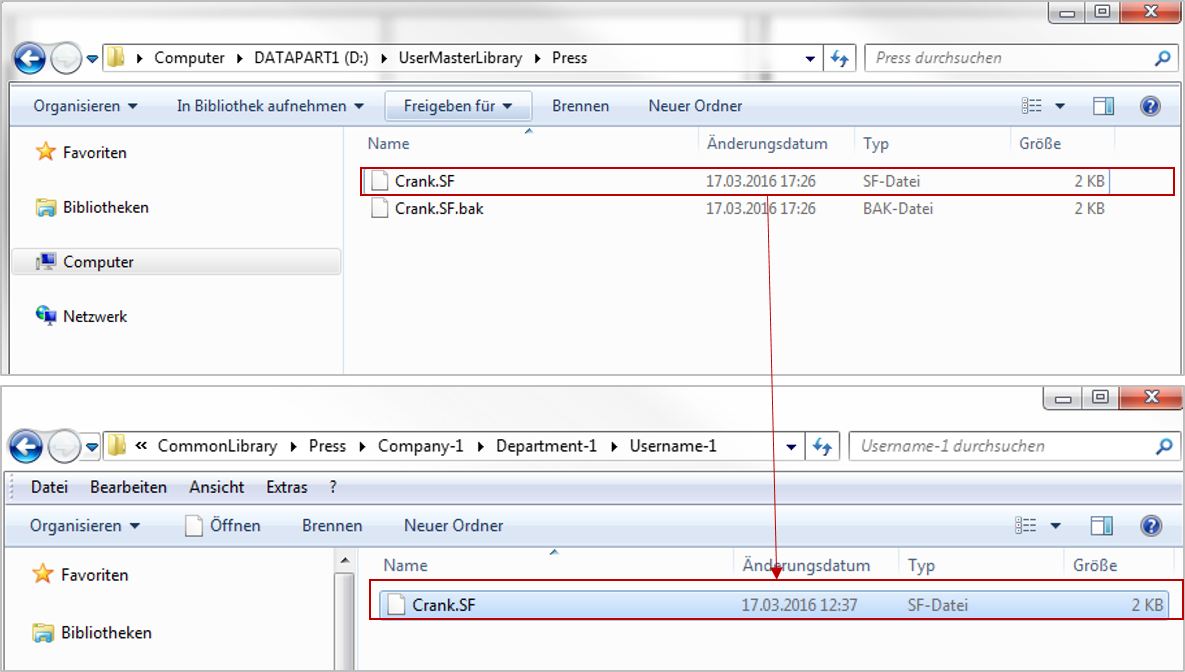 Computer DATAPART1 (D:) UserMasterLibrary Press Press durchsuchen
Organisieren In Bibliothek aufnehmen Freigeben für Brennen Neuer Ordner
Name Änderungsdatum Typ Größe
Favoriten
Bibliotheken
Computer
Netzwerk
Crank.SF 17.03.2016 17:26 SF-Datei 2 KB
Crank.SF.bak 17.03.2016 17:26 BAK-Datei 2 KB
« CommonLibrary Press Company-1 Department-1 Username-1 Username-1 durchsuchen
Datei Bearbeiten Ansicht Extras ?
Organisieren Öffnen Brennen Neuer Ordner
Name Änderungsdatum Typ Größe
Favoriten
Bibliotheken
Crank.SF 17.03.2016 12:37 SF-Datei 2 KB